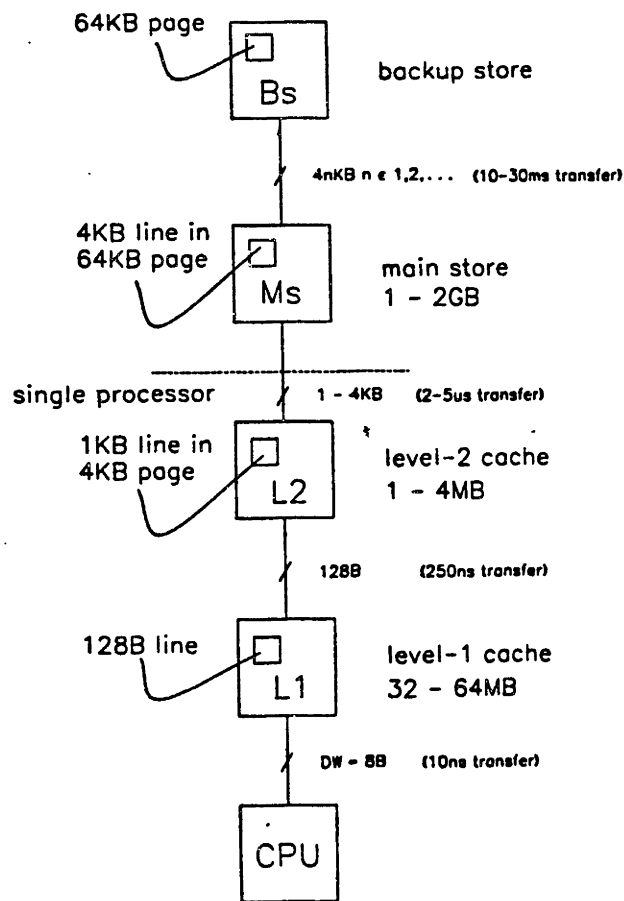 64KB page
Bs
backup store
4nKB n ε 1,2,... (10-30ms transfer)
4KB line in
64KB page
Ms
main store
1 - 2GB
single processor
1 - 4KB (2-5us transfer)
1KB line in
4KB page
L2
level-2 cache
1 - 4MB
128B (250ns transfer)
128B line
L1
level-1 cache
32 - 64MB
DW - 8B (10ns transfer)
CPU